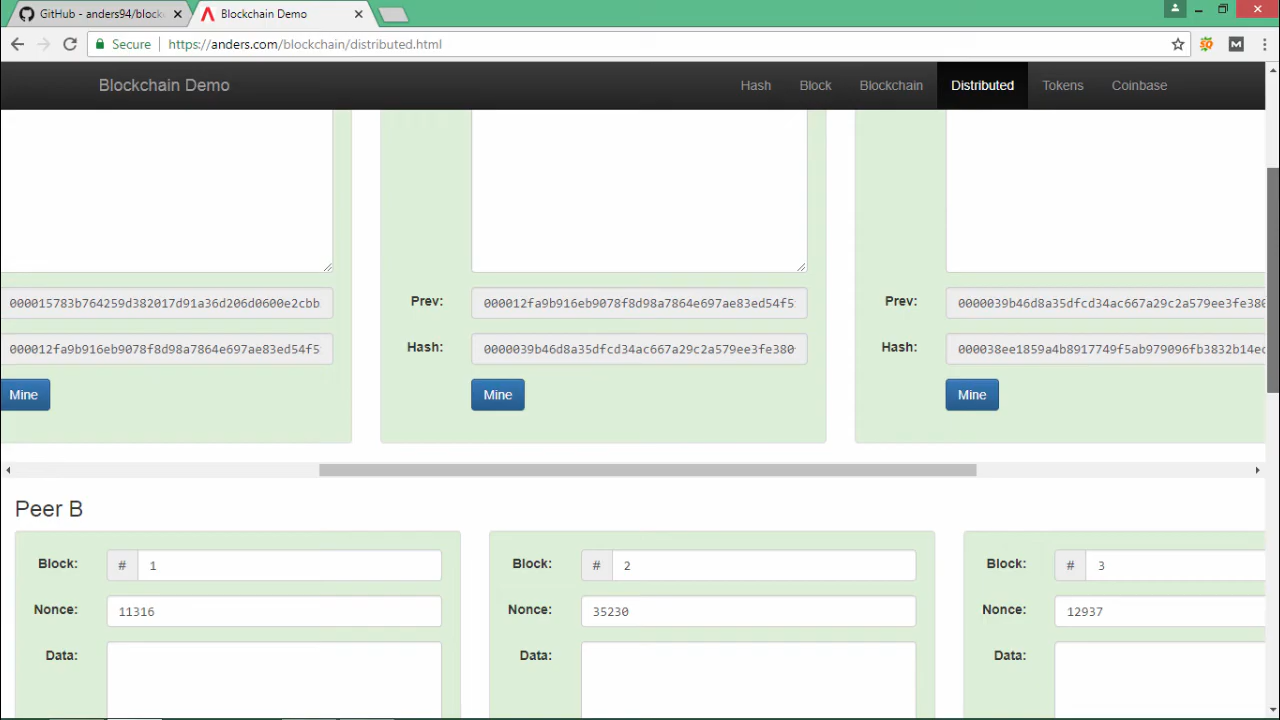 GitHub - anders94/block
Blockchain Demo
Secure
https://anders.com/blockchain/distributed.html
Blockchain Demo
Hash
Block
Blockchain
Distributed
Tokens
Coinbase
000015783b764259d382017d91a36d206d0600e2cbb
Prev:
000012fa9b916eb9078f8d98a7864e697ae83ed54f5
Prev:
0000039b46d8a35dfcd34ac667a29c2a579ee3fe380
000012fa9b916eb9078f8d98a7864e697ae83ed54f5
Hash:
0000039b46d8a35dfcd34ac667a29c2a579ee3fe380
Hash:
000038ee1859a4b8917749f5ab979096fb3832b14ec
Mine
Mine
Mine
Peer B
Block:
# 1
Block:
# 2
Block:
# 3
Nonce:
11316
Nonce:
35230
Nonce:
12937
Data:
Data:
Data: